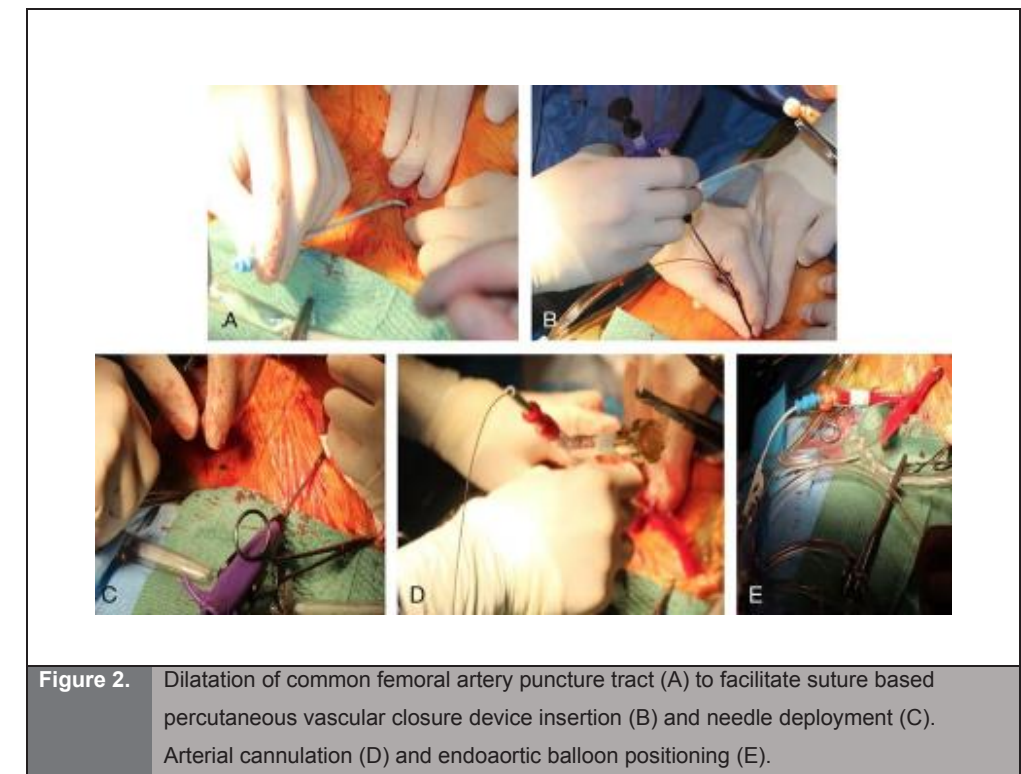 A
B
C
D
E
Figure 2.
Dilatation of common femoral artery puncture tract (A) to facilitate suture based
percutaneous vascular closure device insertion (B) and needle deployment (C).
Arterial cannulation (D) and endoaortic balloon positioning (E).